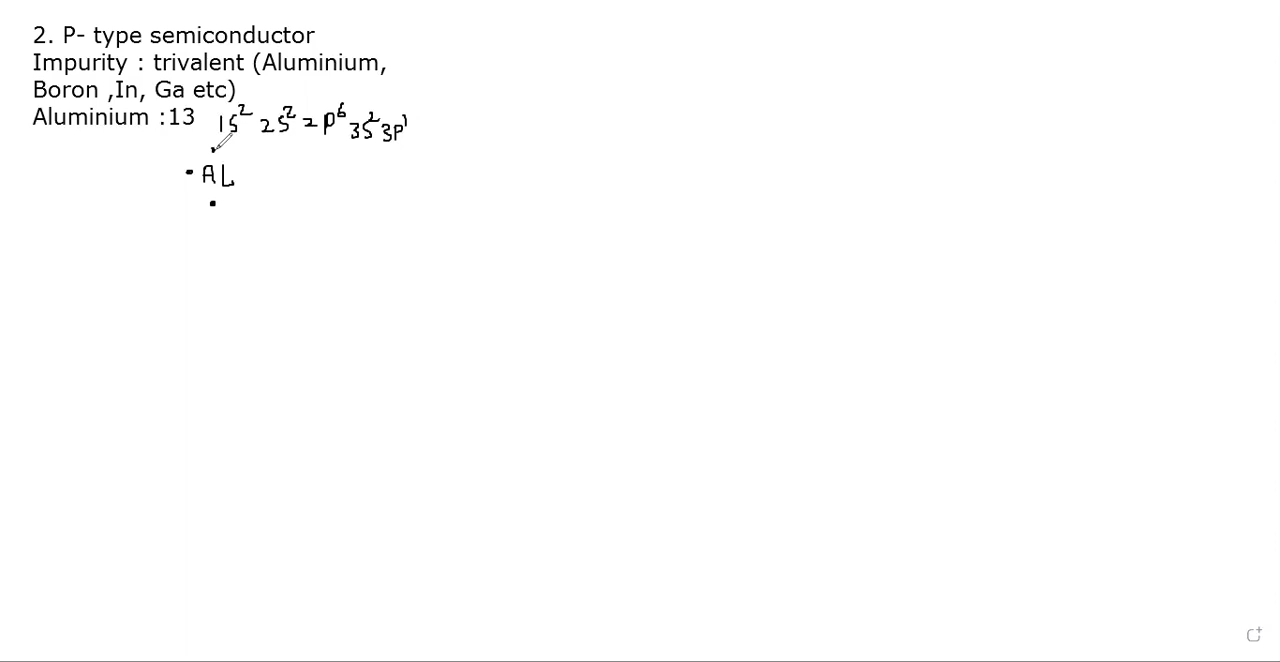 2. P- type semiconductor
Impurity : trivalent (Aluminium,
Boron ,In, Ga etc)
Aluminium :13 1s² 2s² 2p⁶ 3s² 3p¹
AL